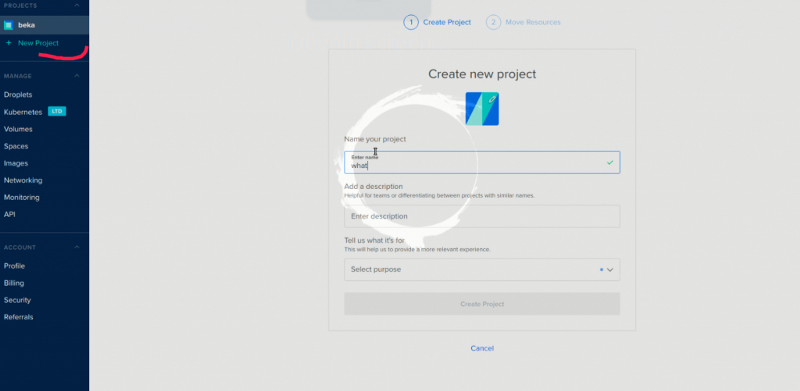 PROJECTS
beka
+ New Project
MANAGE
Droplets
Kubernetes LTD
Volumes
Spaces
Images
Networking
Monitoring
API
ACCOUNT
Profile
Billing
Security
Referrals
1 Create Project 2 Move Resources
Create new project
Name your project
Enter name
what
Add a description
Helpful for teams or differentiating between projects with similar names.
Enter description
Tell us what it's for
This will help us to provide a more relevant experience.
Select purpose
Create Project
Cancel